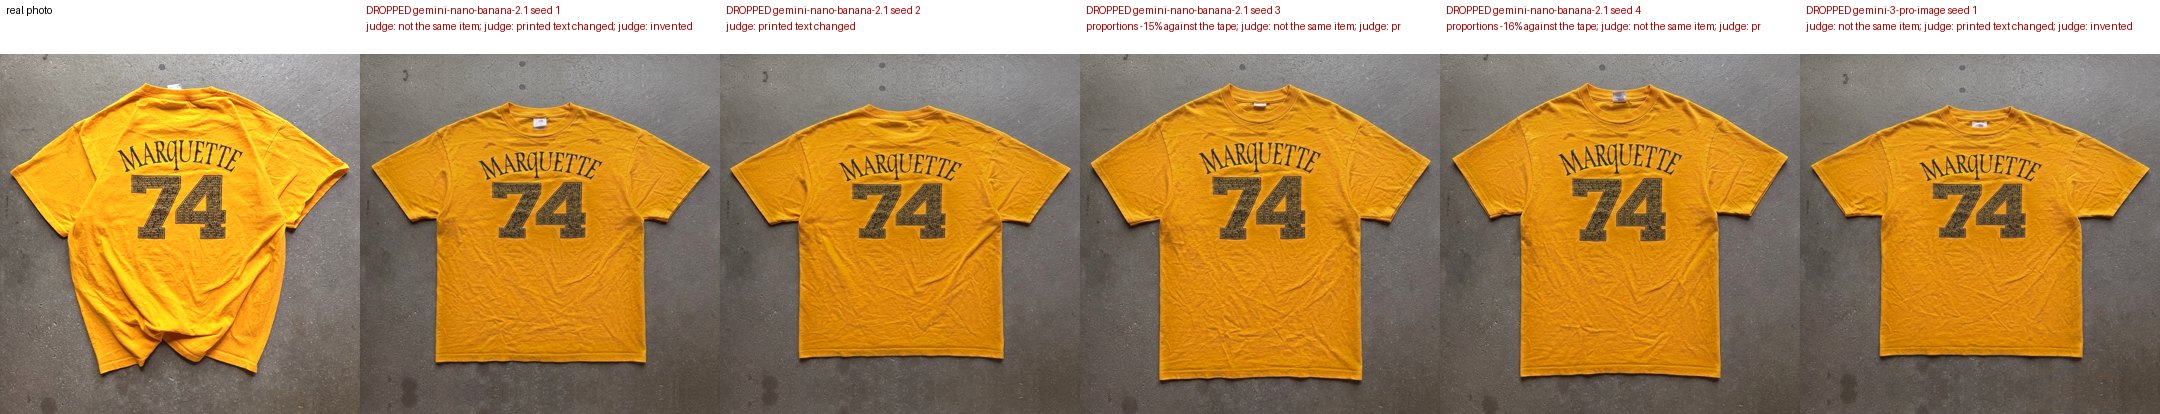 real photo
DROPPED gemini-nano-banana-2.1 seed 1
judge: not the same item; judge: printed text changed; judge: invented
DROPPED gemini-nano-banana-2.1 seed 2
judge: printed text changed
DROPPED gemini-nano-banana-2.1 seed 3
proportions -15% against the tape; judge: not the same item; judge: pr
DROPPED gemini-nano-banana-2.1 seed 4
proportions -16% against the tape; judge: not the same item; judge: pr
DROPPED gemini-3-pro-image seed 1
judge: not the same item; judge: printed text changed; judge: invented
MARqUETTE
74
MARqUETTE
74
MARqUETTE
74
MARqUETTE
74
MARqUETTE
74
MARqUETTE
74